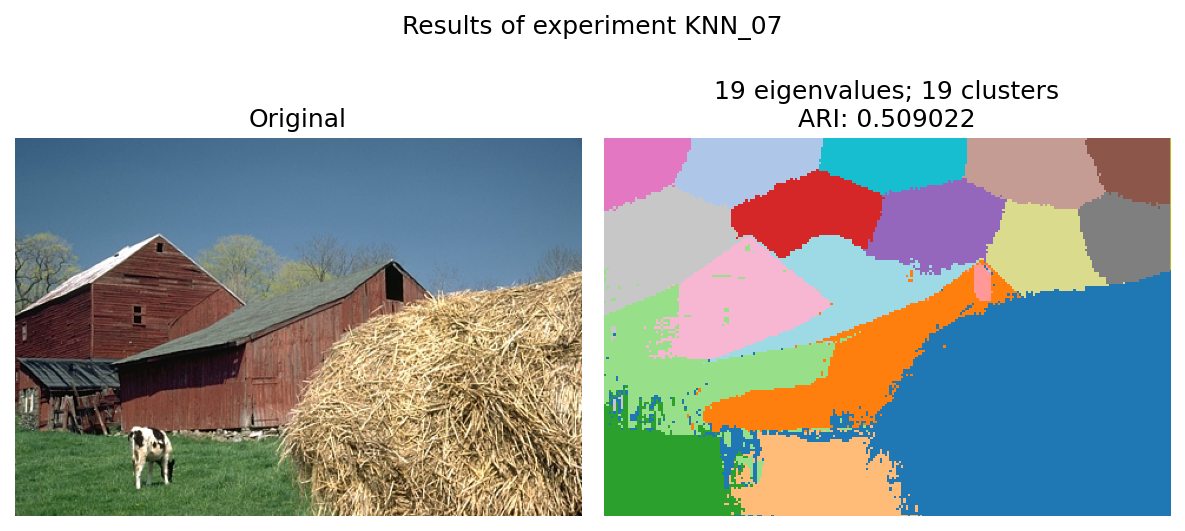 Results of experiment KNN_07
Original
19 eigenvalues; 19 clusters
ARI: 0.509022